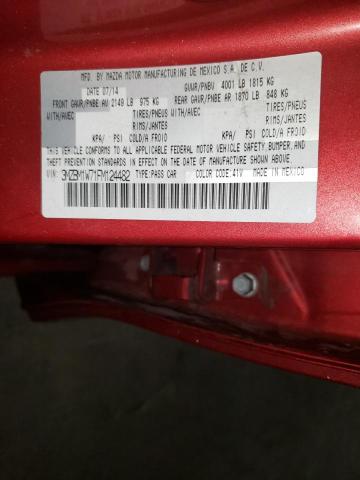 MFD. BY MAZDA MOTOR MANUFACTURING DE MEXICO S.A. DE C.V.
DATE 07/14 GVWR/PNBV 4001 LB 1815 KG
FRONT GAWR/PNBE AV 2149 LB 975 KG REAR GAWR/PNBE AR 1870 LB 848 KG
WITH/AVEC TIRES/PNEUS WITH/AVEC TIRES/PNEUS
RIMS/JANTES RIMS/JANTES
KPA/ PSI COLD/A FROID KPA/ PSI COLD/A FROID
THIS VEHICLE CONFORMS TO ALL APPLICABLE FEDERAL MOTOR VEHICLE SAFETY, BUMPER, AND
THEFT PREVENTION STANDARDS IN EFFECT ON THE DATE OF MANUFACTURE SHOWN ABOVE.
VIN: 3MZBM1W71FM124482 TYPE:PASS CAR COLOR CODE:41V MADE IN MEXICO